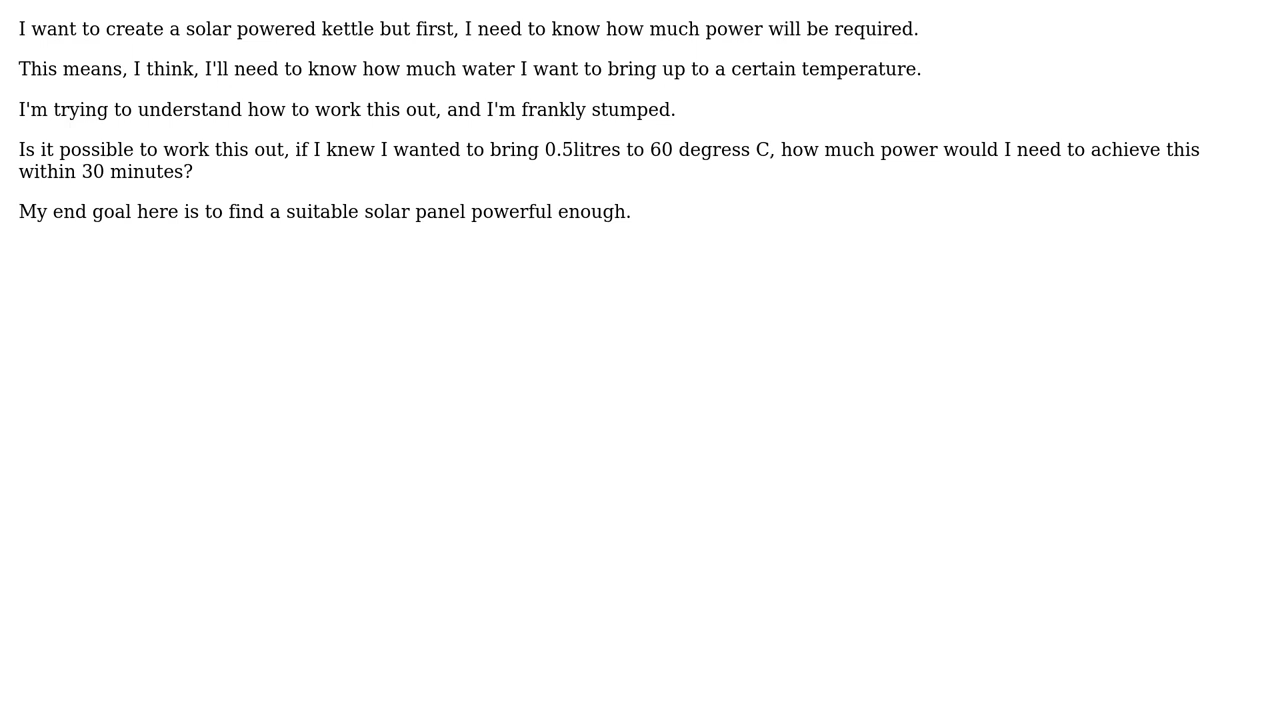 I want to create a solar powered kettle but first, I need to know how much power will be required.
This means, I think, I'll need to know how much water I want to bring up to a certain temperature.
I'm trying to understand how to work this out, and I'm frankly stumped.
Is it possible to work this out, if I knew I wanted to bring 0.5litres to 60 degress C, how much power would I need to achieve this
within 30 minutes?
My end goal here is to find a suitable solar panel powerful enough.